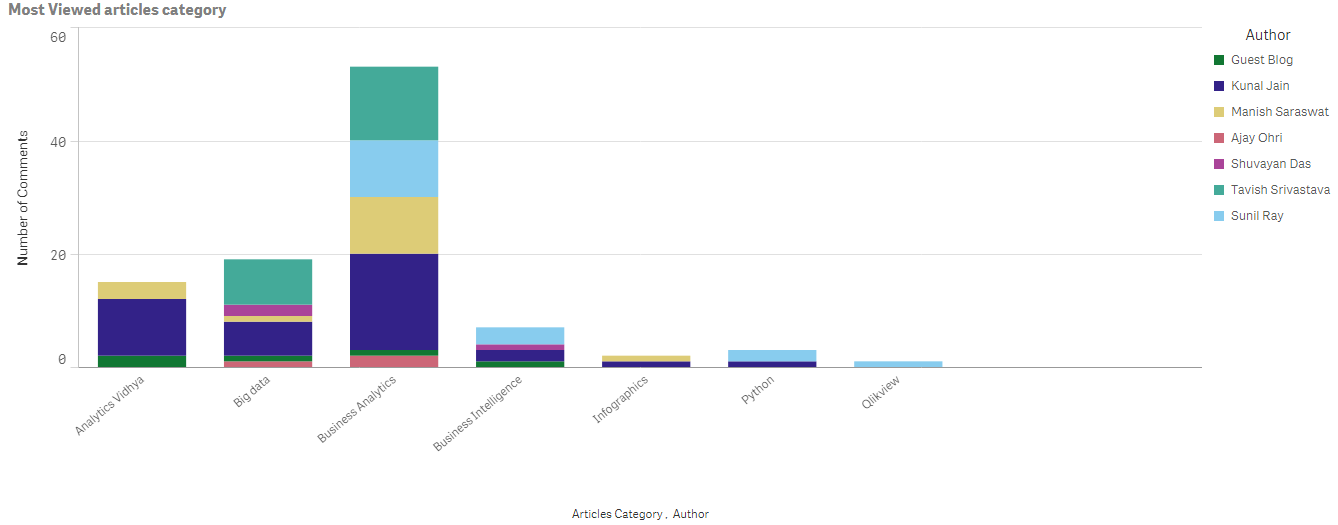 Most Viewed articles category
60
40
20
0
Number of Comments
Analytics Vidhya
Big data
Business Analytics
Business Intelligence
Infographics
Python
Qlikview
Articles Category , Author
Author
Guest Blog
Kunal Jain
Manish Saraswat
Ajay Ohri
Shuvayan Das
Tavish Srivastava
Sunil Ray